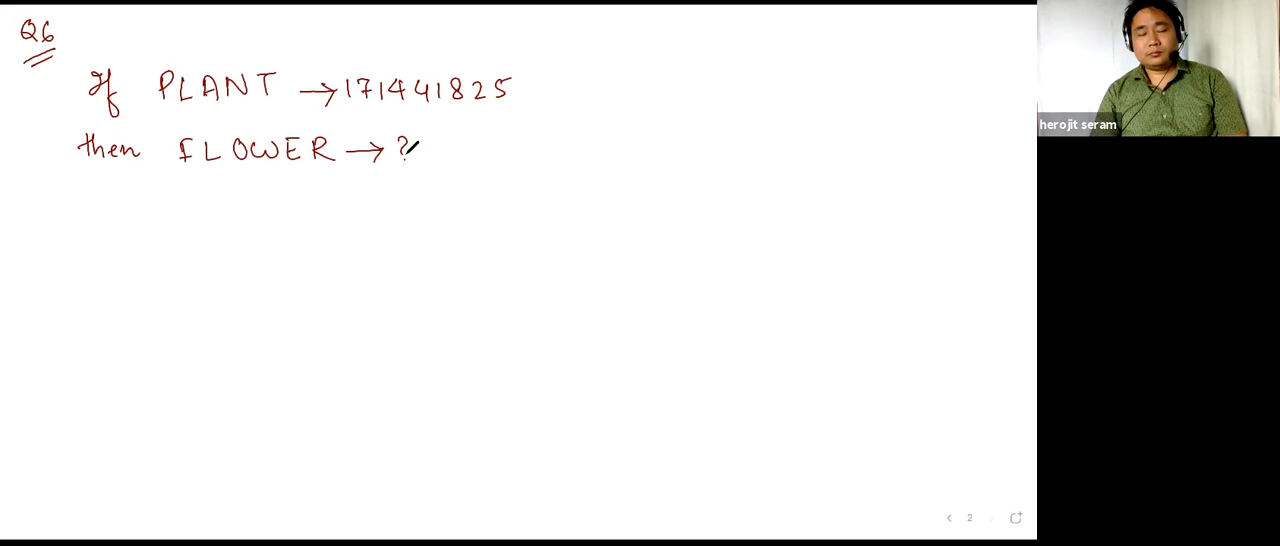 Q6
If PLANT → 171441825
then FLOWER → ?
herojit seram
2